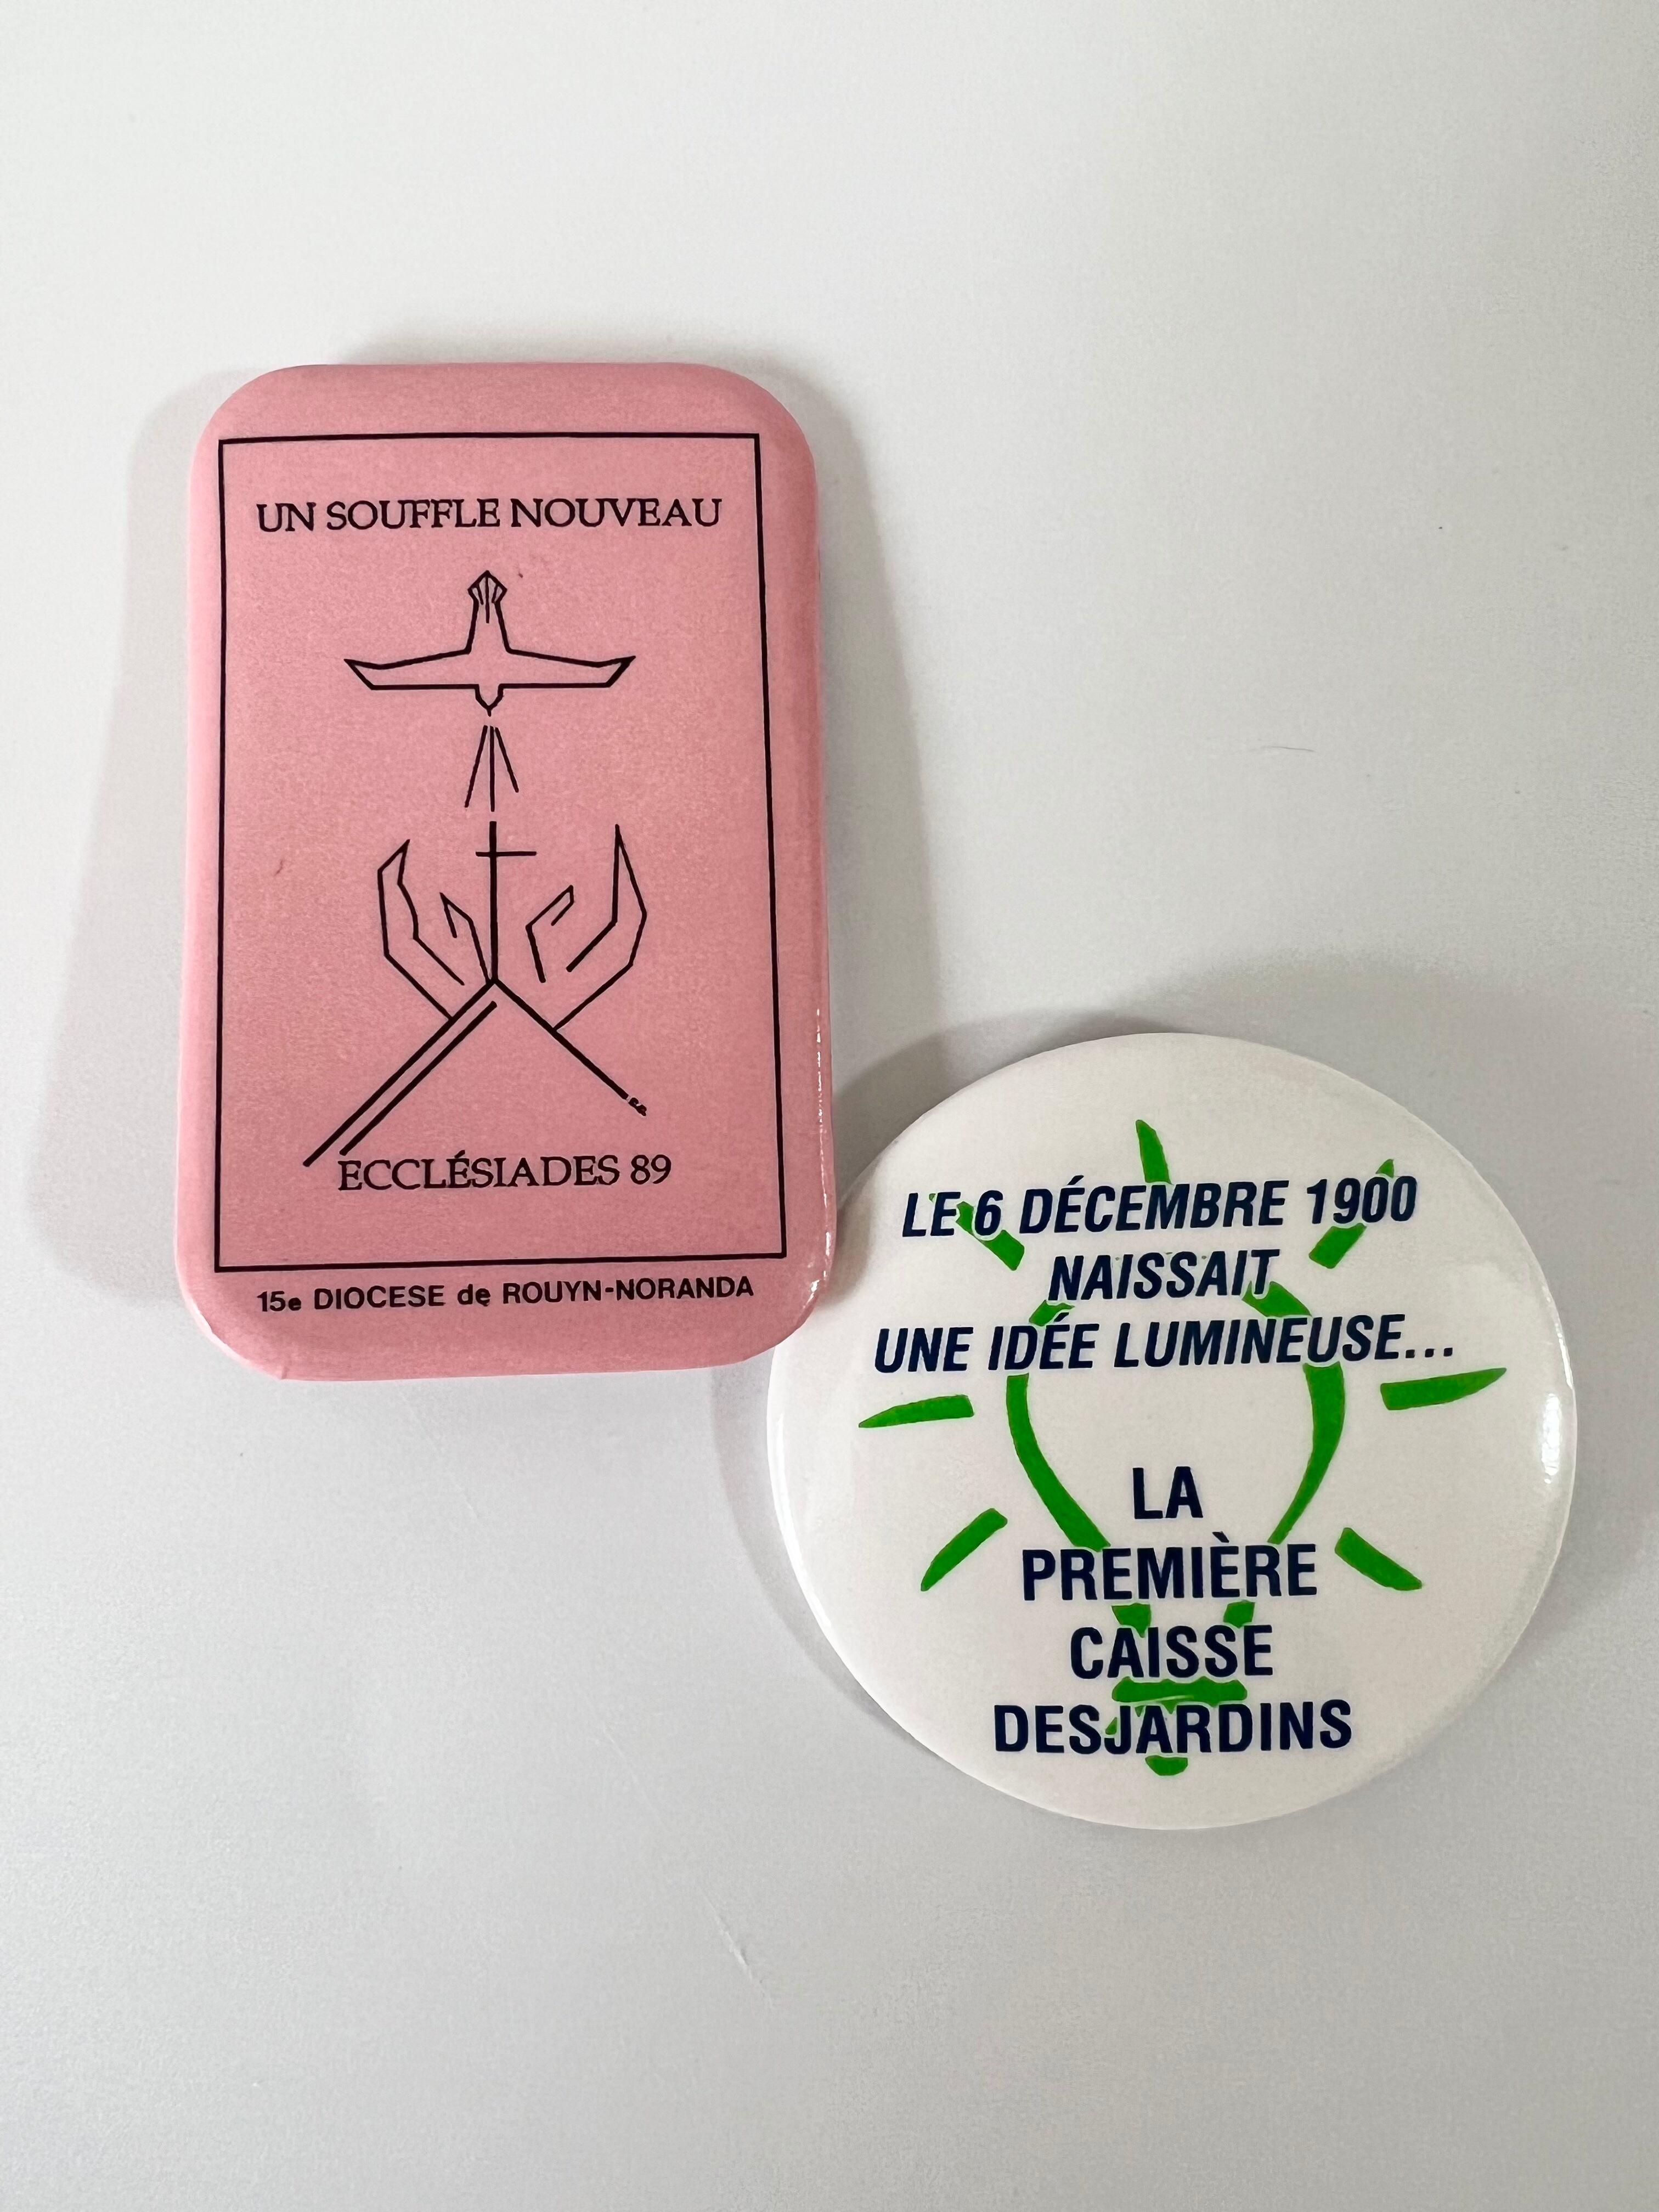 UN SOUFFLE NOUVEAU
ECCLÉSIADES 89
15e DIOCESE de ROUYN-NORANDA
LE 6 DÉCEMBRE 1900
NAISSAIT
UNE IDÉE LUMINEUSE...
LA
PREMIÈRE
CAISSE
DESJARDINS